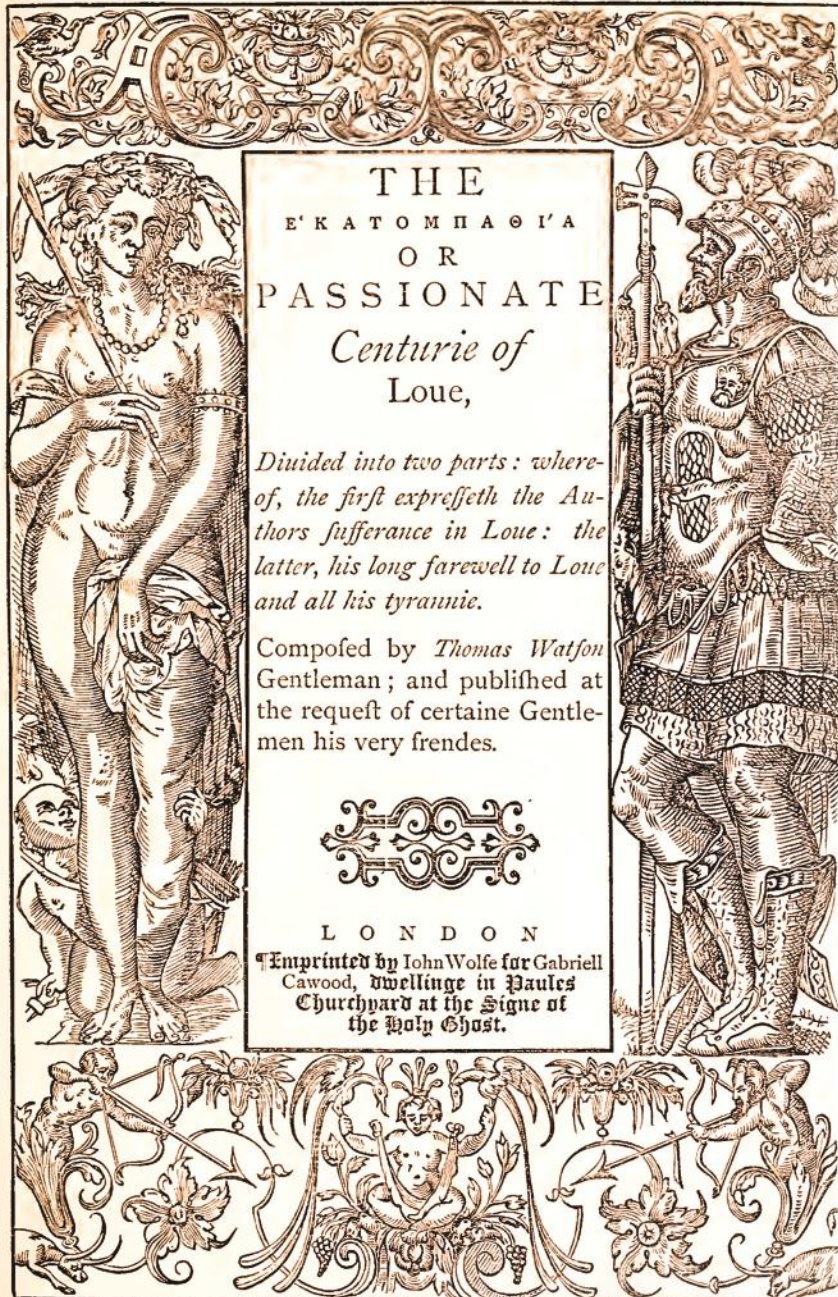 THE
Ε῾ΚΑΤΟΜΠΑΘΙ΄Α
OR
PASSIONATE
Centurie of
Loue,
Diuided into two parts: where-
of, the firſt expreſſeth the Au-
thors ſufferance in Loue: the
latter, his long farewell to Loue
and all his tyrannie.
Compoſed by Thomas Watſon
Gentleman; and publiſhed at
the requeſt of certaine Gentle-
men his very frendes.
LONDON
¶Emprinted by Iohn Wolfe for Gabriell
Cawood, dwellinge in Paules
Churchyard at the Signe of
the Holy Ghost.